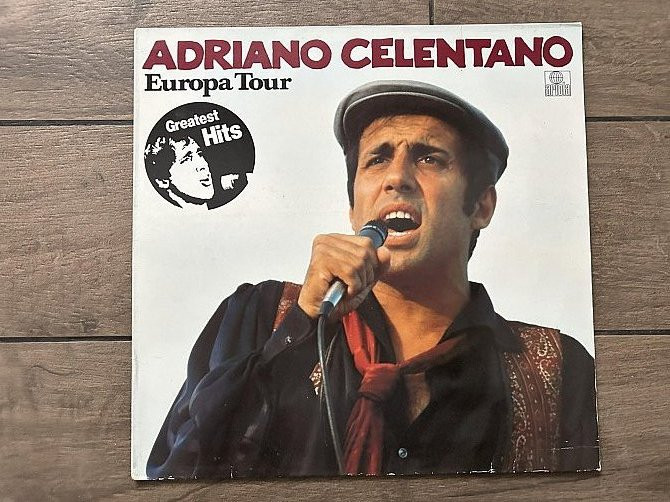 ADRIANO CELENTANO
Europa Tour
ARIOLA
Greatest
Hits